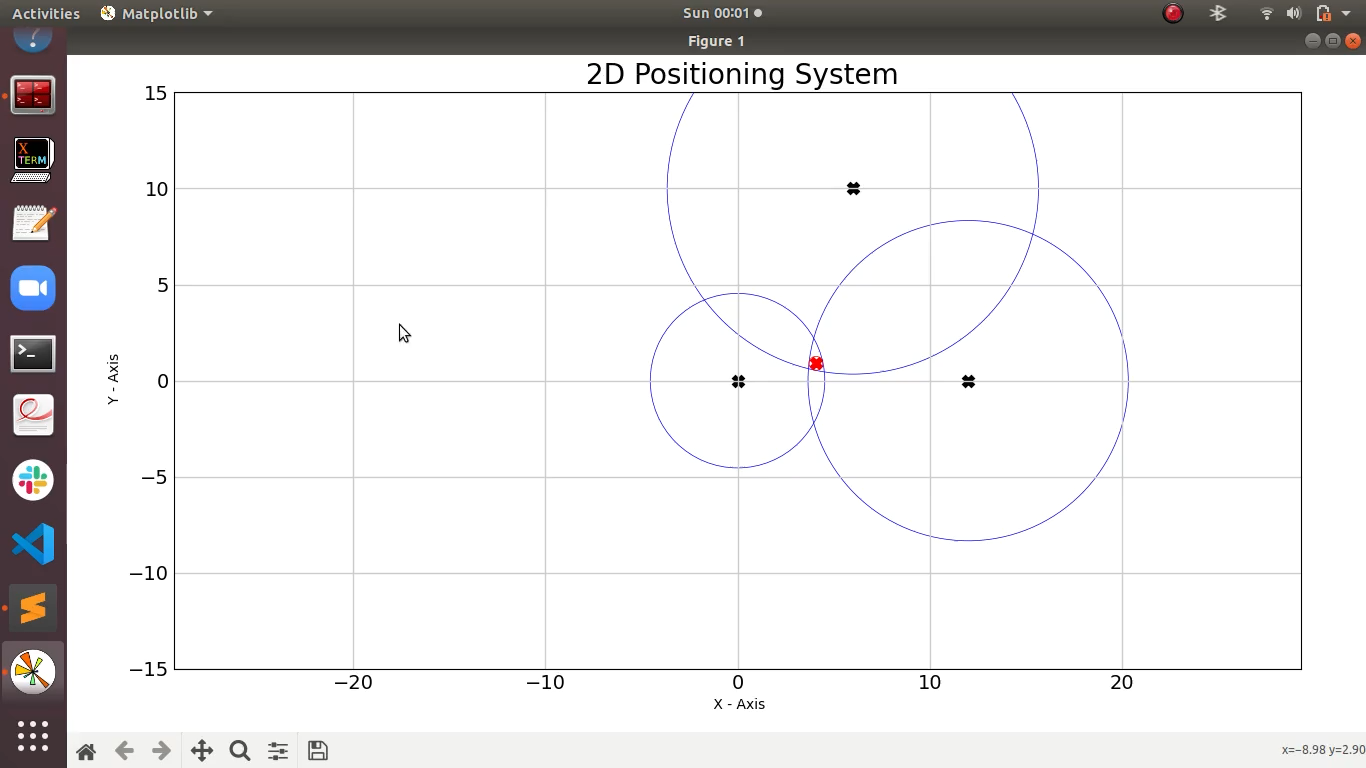 Activities Matplotlib Sun 00:01
Figure 1
2D Positioning System
15
10
5
0
−5
−10
−15
Y - Axis
−20 −10 0 10 20
X - Axis
X
TERM
x=−8.98 y=2.90